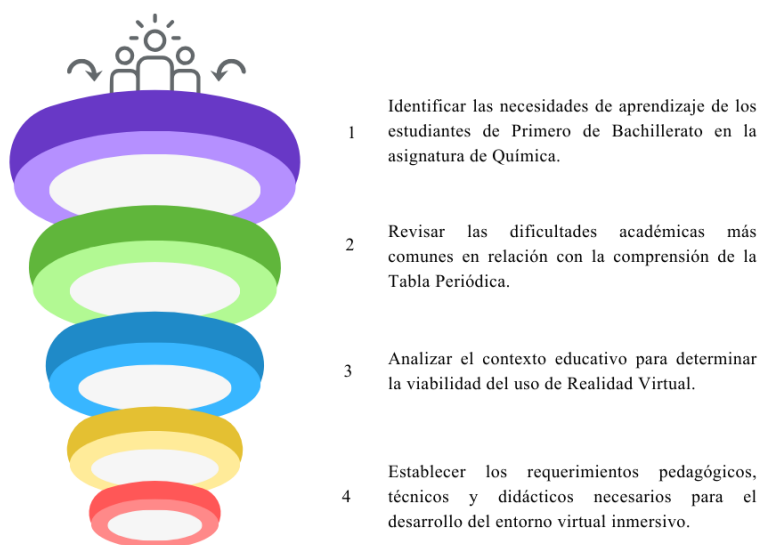 1
Identificar las necesidades de aprendizaje de los
estudiantes de Primero de Bachillerato en la
asignatura de Química.
2
Revisar las dificultades académicas más
comunes en relación con la comprensión de la
Tabla Periódica.
3
Analizar el contexto educativo para determinar
la viabilidad del uso de Realidad Virtual.
4
Establecer los requerimientos pedagógicos,
técnicos y didácticos necesarios para el
desarrollo del entorno virtual inmersivo.